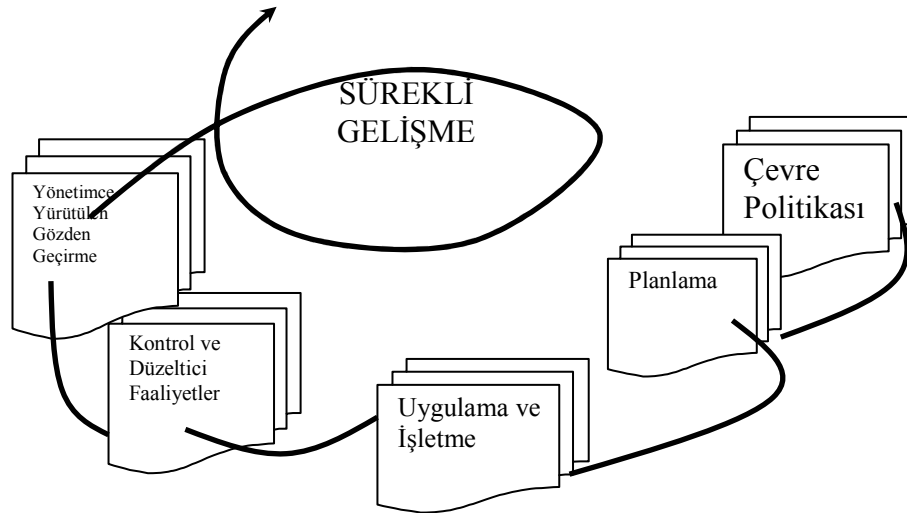 SÜREKLİ
GELİŞME
Çevre
Politikası
Yönetimce
Yürütülen
Gözden
Geçirme
Planlama
Kontrol ve
Düzeltici
Faaliyetler
Uygulama ve
İşletme